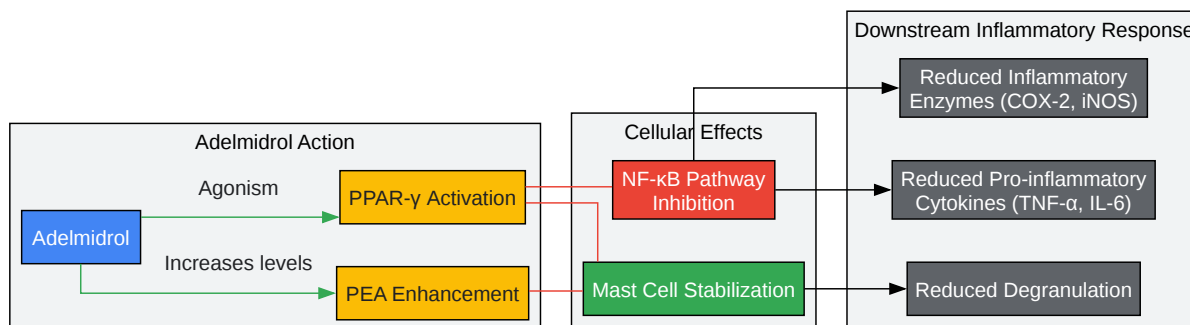 Adelmidrol Action
Adelmidrol
Agonism
Increases levels
PPAR-γ Activation
PEA Enhancement
Cellular Effects
NF-κB Pathway
Inhibition
Mast Cell Stabilization
Downstream Inflammatory Response
Reduced Inflammatory
Enzymes (COX-2, iNOS)
Reduced Pro-inflammatory
Cytokines (TNF-α, IL-6)
Reduced Degranulation